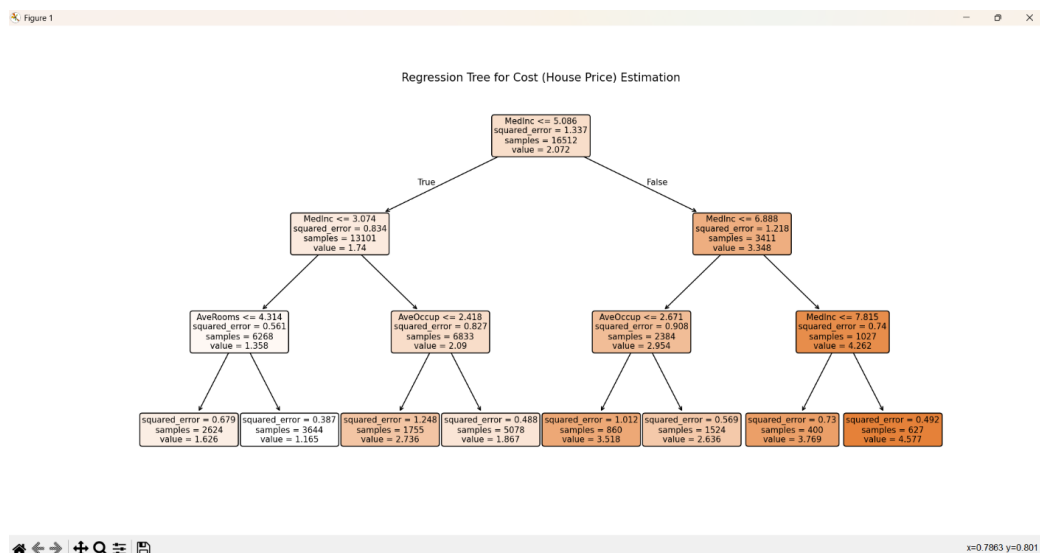 Figure 1
Regression Tree for Cost (House Price) Estimation
MedInc <= 5.086
squared_error = 1.337
samples = 16512
value = 2.072
True
False
MedInc <= 3.074
squared_error = 0.834
samples = 13101
value = 1.74
MedInc <= 6.888
squared_error = 1.218
samples = 3411
value = 3.348
AveRooms <= 4.314
squared_error = 0.561
samples = 6268
value = 1.358
AveOccup <= 2.418
squared_error = 0.827
samples = 6833
value = 2.09
AveOccup <= 2.671
squared_error = 0.908
samples = 2384
value = 2.954
MedInc <= 7.815
squared_error = 0.74
samples = 1027
value = 4.262
squared_error = 0.679
samples = 2624
value = 1.626
squared_error = 0.387
samples = 3644
value = 1.165
squared_error = 1.248
samples = 1755
value = 2.736
squared_error = 0.488
samples = 5078
value = 1.867
squared_error = 1.012
samples = 860
value = 3.518
squared_error = 0.569
samples = 1524
value = 2.636
squared_error = 0.73
samples = 400
value = 3.769
squared_error = 0.492
samples = 627
value = 4.577
x=0.7863 y=0.801